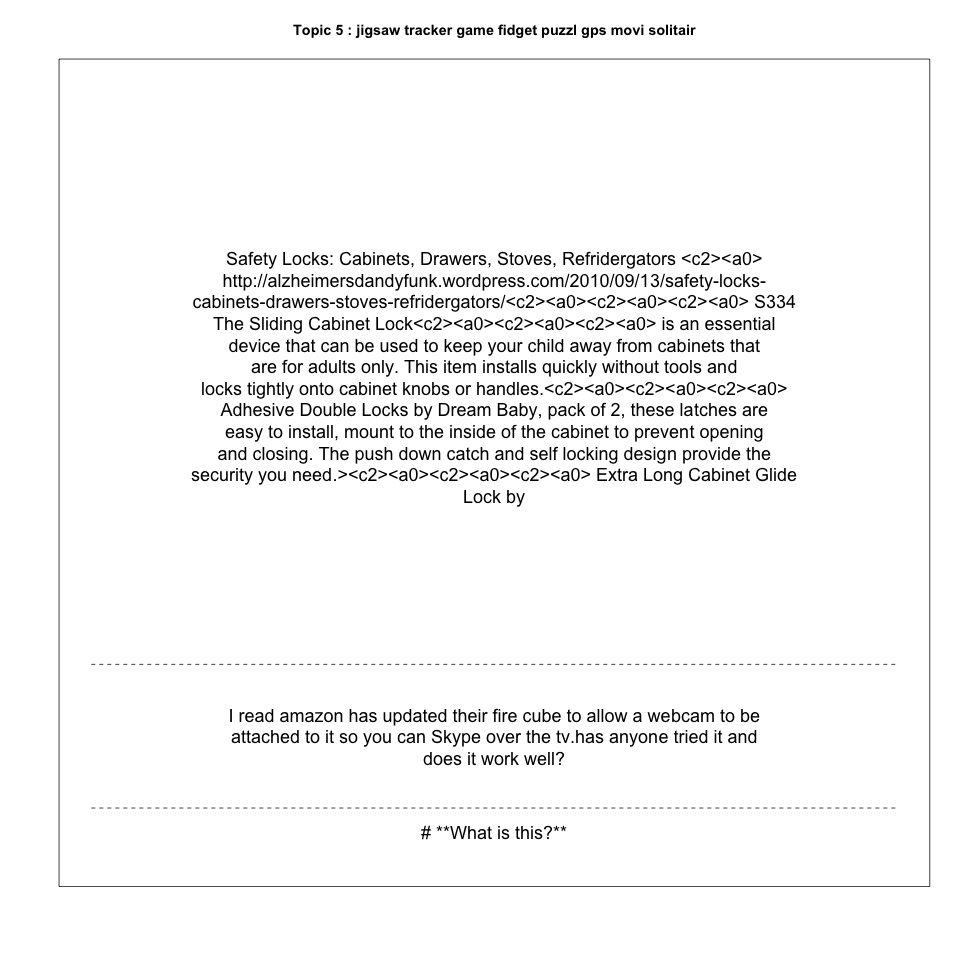 Topic 5 : jigsaw tracker game fidget puzzl gps movi solitair
Safety Locks: Cabinets, Drawers, Stoves, Refridergators <c2><a0>
http://alzheimersdandyfunk.wordpress.com/2010/09/13/safety-locks-
cabinets-drawers-stoves-refridergators/<c2><a0><c2><a0><c2><a0> S334
The Sliding Cabinet Lock<c2><a0><c2><a0><c2><a0> is an essential
device that can be used to keep your child away from cabinets that
are for adults only. This item installs quickly without tools and
locks tightly onto cabinet knobs or handles.<c2><a0><c2><a0><c2><a0>
Adhesive Double Locks by Dream Baby, pack of 2, these latches are
easy to install, mount to the inside of the cabinet to prevent opening
and closing. The push down catch and self locking design provide the
security you need.><c2><a0><c2><a0><c2><a0> Extra Long Cabinet Glide
Lock by
I read amazon has updated their fire cube to allow a webcam to be
attached to it so you can Skype over the tv.has anyone tried it and
does it work well?
# **What is this?**